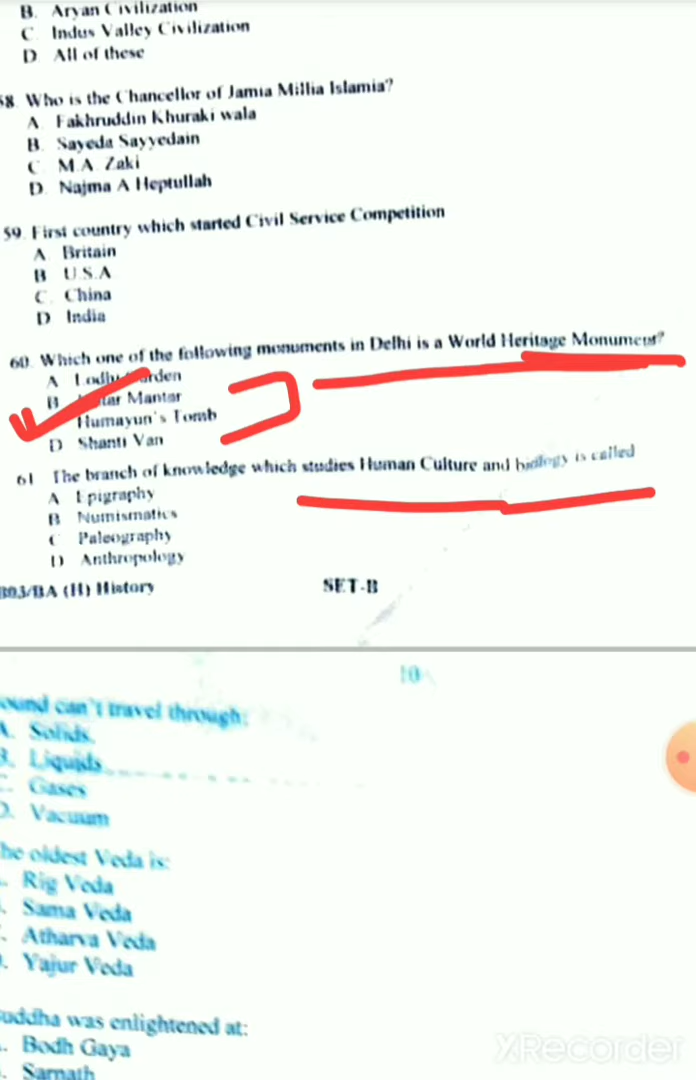 B. Aryan Civilization
C. Indus Valley Civilization
D. All of these
58. Who is the Chancellor of Jamia Millia Islamia?
A. Fakhruddin Khuraki wala
B. Sayeda Sayyedain
C. M.A. Zaki
D. Najma A Heptullah
59. First country which started Civil Service Competition
A. Britain
B. U.S.A
C. China
D. India
60. Which one of the following monuments in Delhi is a World Heritage Monument?
A. Lodhi
B. Mantar
Humayun's Tomb
D. Shanti Van
61 The branch of knowledge which studies Human Culture and biology is called
A. Epigraphy
B. Numismatics
C. Paleography
D. Anthropology
B03/BA (H) History SET-B
10
ound can't travel through:
A. Solids.
B. Liquids
C. Gases
D. Vacuum
he oldest Veda is:
. Rig Veda
. Sama Veda
. Atharva Veda
. Yajur Veda
uddha was enlightened at:
. Bodh Gaya
. Sarnath
XRecorder